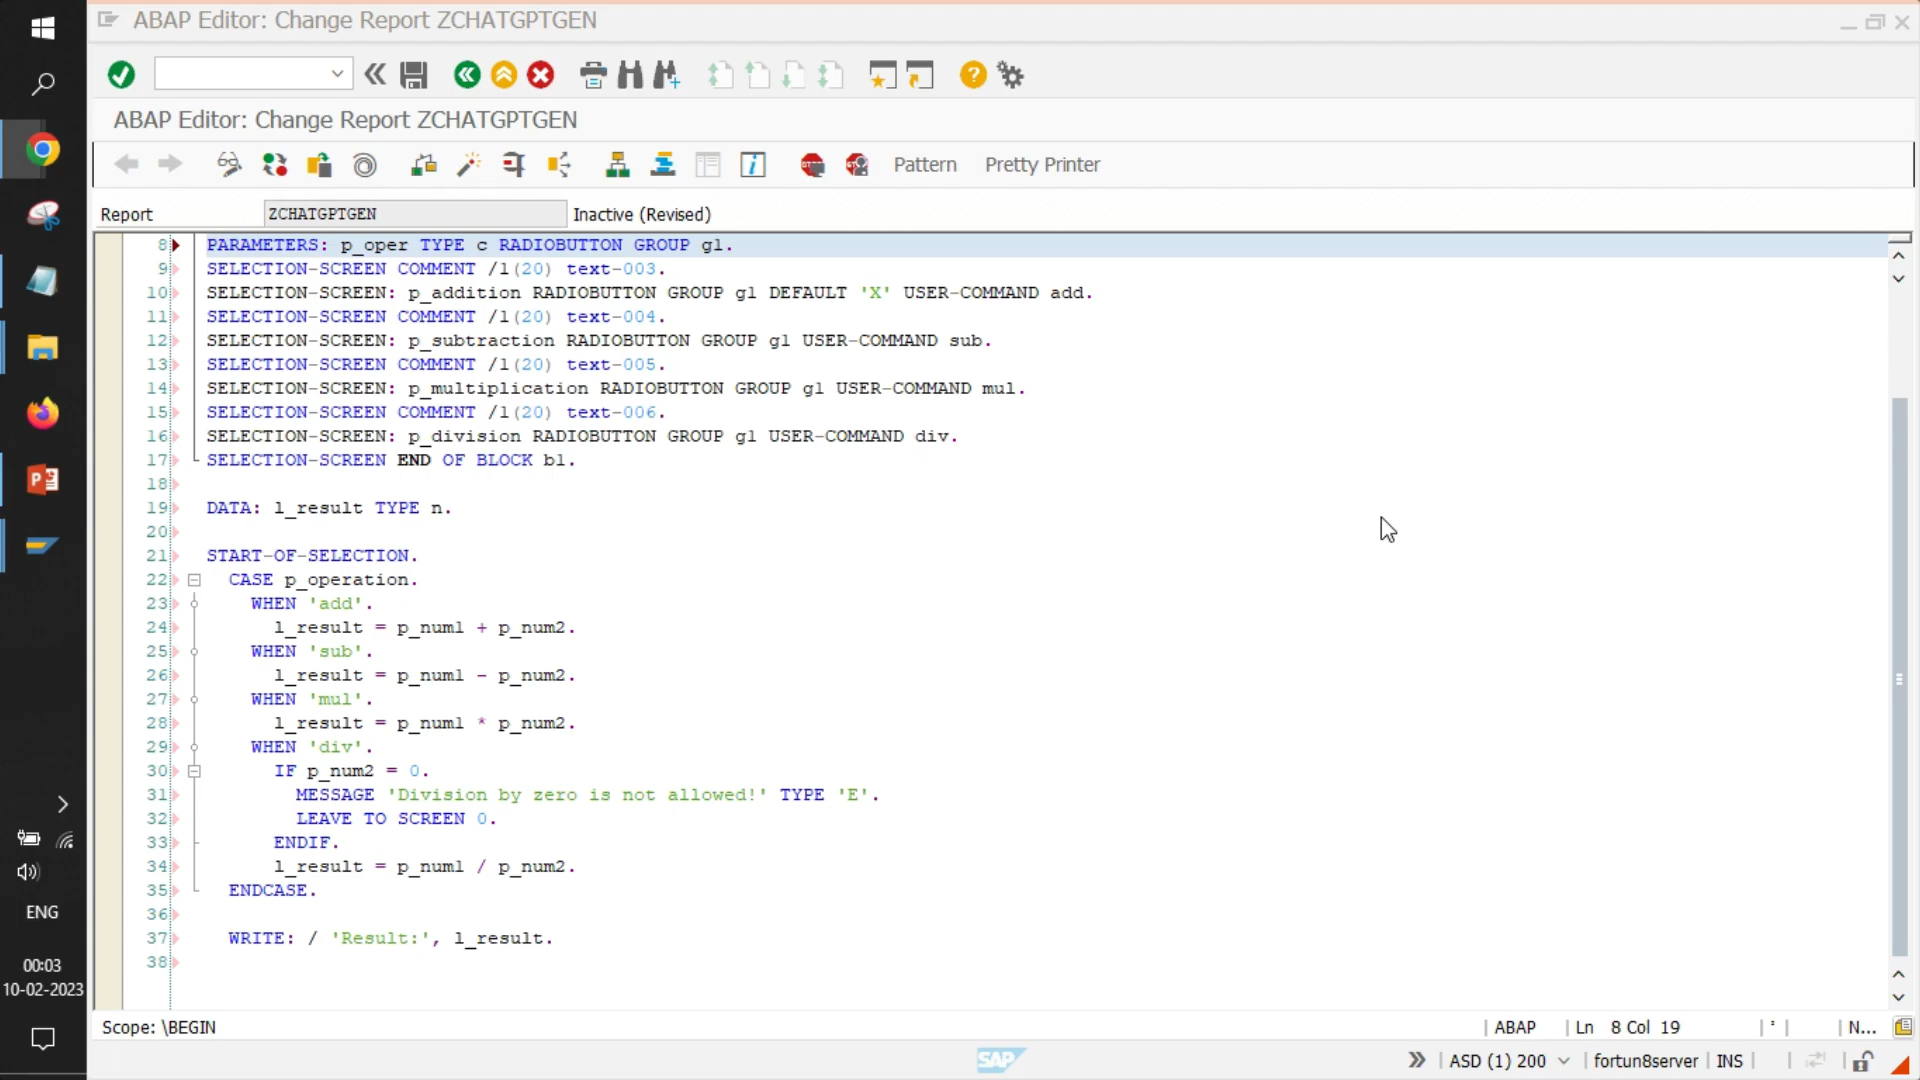 ABAP Editor: Change Report ZCHATGPTGEN
ABAP Editor: Change Report ZCHATGPTGEN
Pattern Pretty Printer
Report ZCHATGPTGEN Inactive (Revised)
8 PARAMETERS: p_oper TYPE c RADIOBUTTON GROUP g1.
9 SELECTION-SCREEN COMMENT /1(20) text-003.
10 SELECTION-SCREEN: p_addition RADIOBUTTON GROUP g1 DEFAULT 'X' USER-COMMAND add.
11 SELECTION-SCREEN COMMENT /1(20) text-004.
12 SELECTION-SCREEN: p_subtraction RADIOBUTTON GROUP g1 USER-COMMAND sub.
13 SELECTION-SCREEN COMMENT /1(20) text-005.
14 SELECTION-SCREEN: p_multiplication RADIOBUTTON GROUP g1 USER-COMMAND mul.
15 SELECTION-SCREEN COMMENT /1(20) text-006.
16 SELECTION-SCREEN: p_division RADIOBUTTON GROUP g1 USER-COMMAND div.
17 SELECTION-SCREEN END OF BLOCK b1.
18
19 DATA: l_result TYPE n.
20
21 START-OF-SELECTION.
22 CASE p_operation.
23 WHEN 'add'.
24 l_result = p_num1 + p_num2.
25 WHEN 'sub'.
26 l_result = p_num1 - p_num2.
27 WHEN 'mul'.
28 l_result = p_num1 * p_num2.
29 WHEN 'div'.
30 IF p_num2 = 0.
31 MESSAGE 'Division by zero is not allowed!' TYPE 'E'.
32 LEAVE TO SCREEN 0.
33 ENDIF.
34 l_result = p_num1 / p_num2.
35 ENDCASE.
36
37 WRITE: / 'Result:', l_result.
38
Scope: \BEGIN
ABAP Ln 8 Col 19 N...
SAP
ASD (1) 200 fortun8server INS
ENG
00:03
10-02-2023